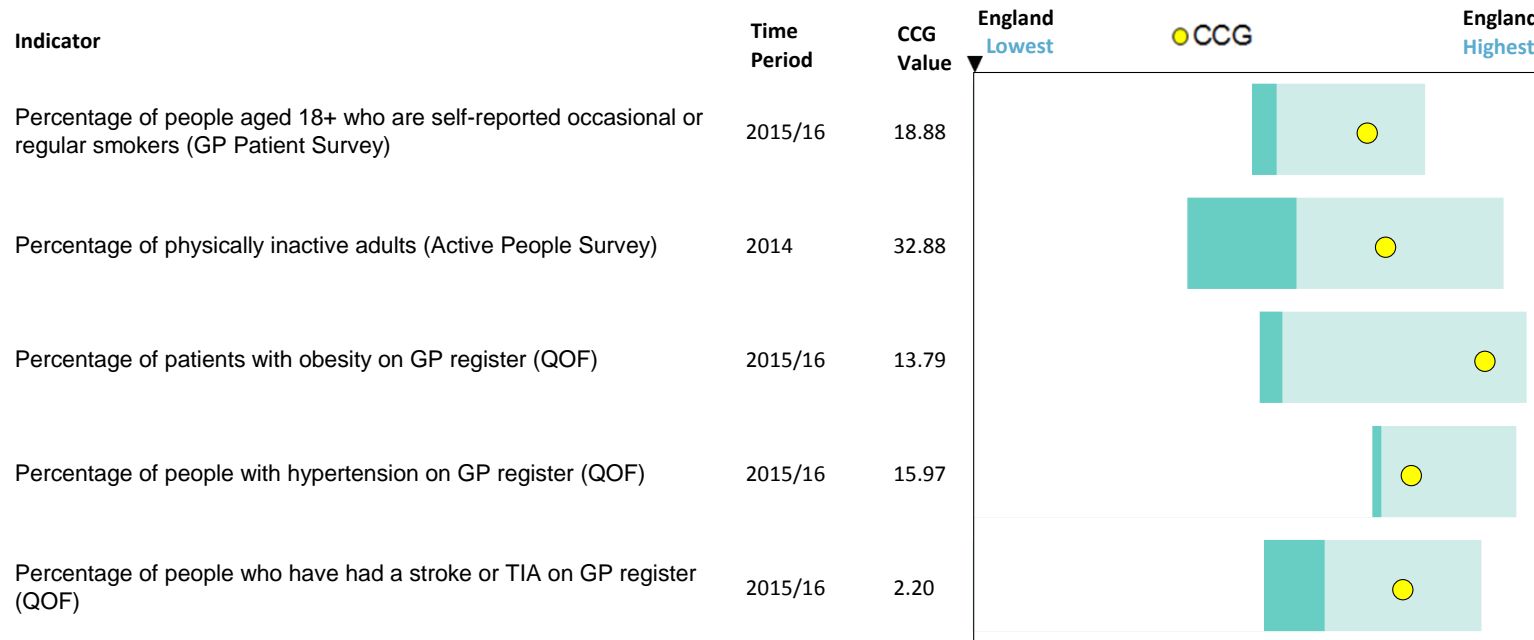 Indicator
Time
Period
CCG
Value
England
Lowest
CCG
England
Highest
Percentage of people aged 18+ who are self-reported occasional or
regular smokers (GP Patient Survey)
2015/16
18.88
Percentage of physically inactive adults (Active People Survey)
2014
32.88
Percentage of patients with obesity on GP register (QOF)
2015/16
13.79
Percentage of people with hypertension on GP register (QOF)
2015/16
15.97
Percentage of people who have had a stroke or TIA on GP register
(QOF)
2015/16
2.20